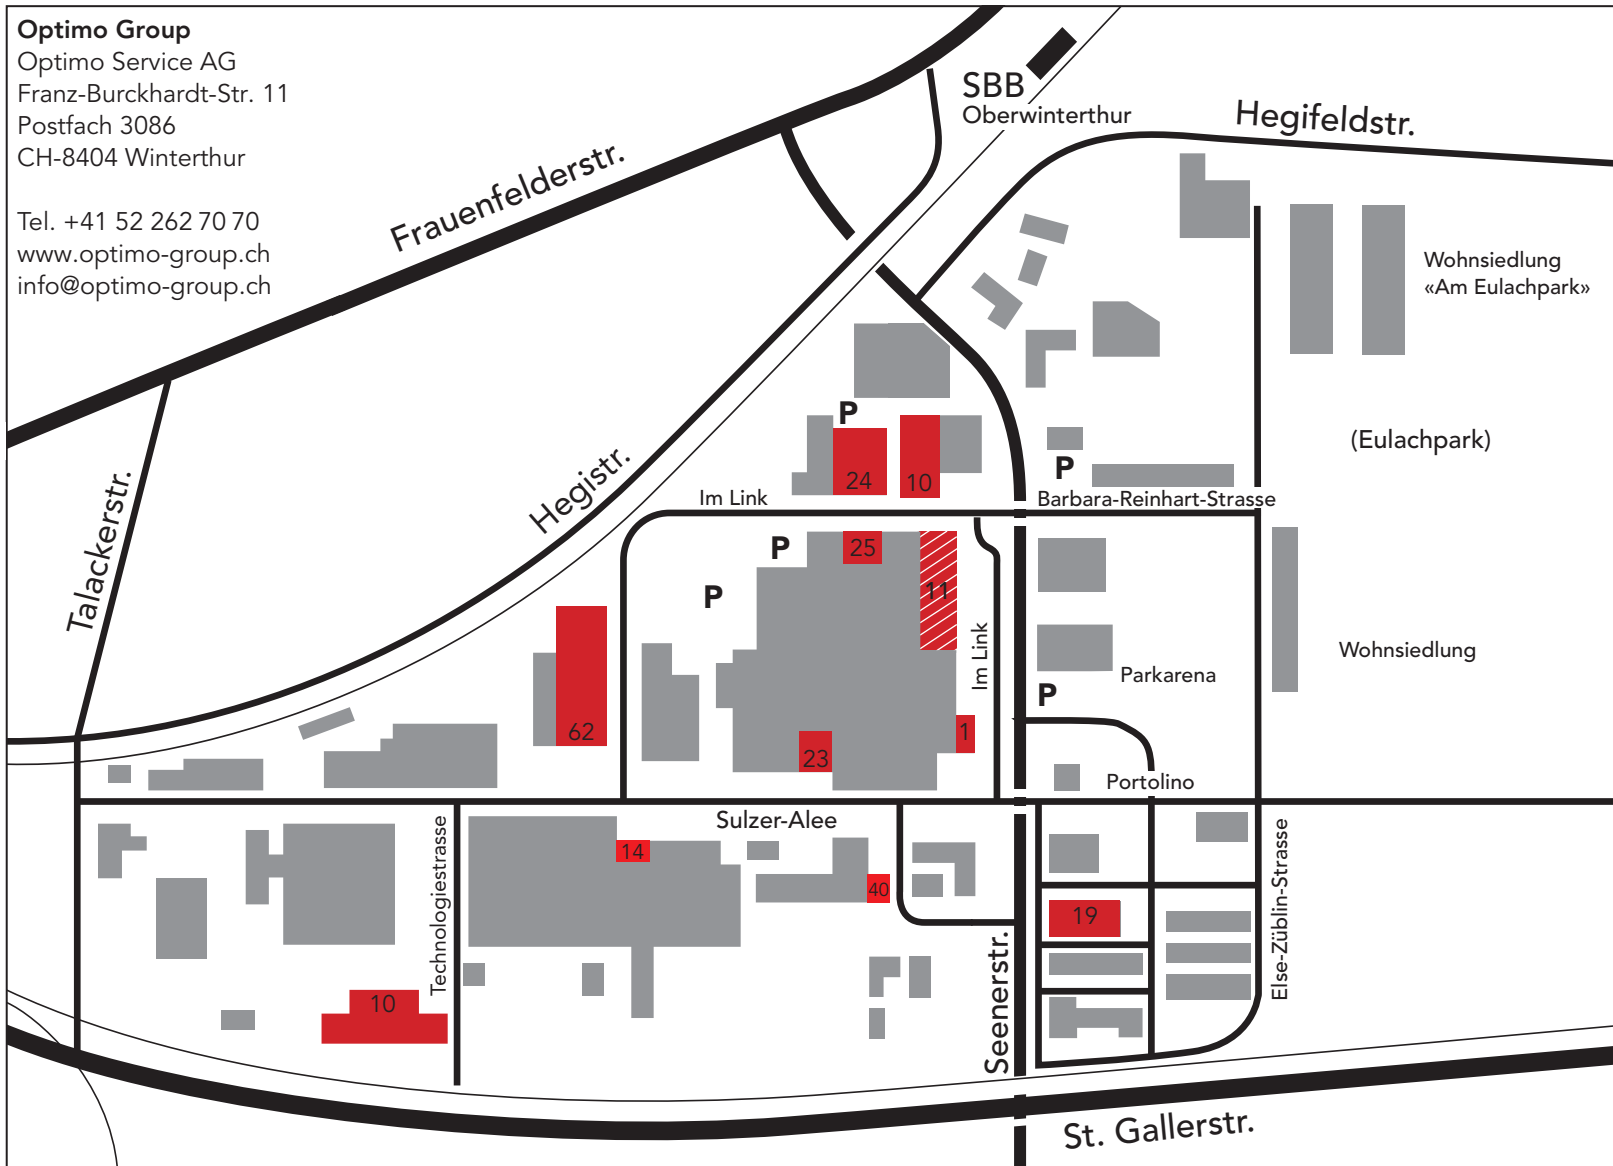 Optimo Group
Optimo Service AG
Franz-Burckhardt-Str. 11
Postfach 3086
CH-8404 Winterthur
Tel. +41 52 262 70 70
www.optimo-group.ch
info@optimo-group.ch
SBB
Oberwinterthur
Hegifeldstr.
Frauenfelderstr.
Wohnsiedlung
«Am Eulachpark»
P
(Eulachpark)
P
24
10
Talackerstr.
Hegistr.
Im Link
Barbara-Reinhart-Strasse
P
25
P
11
Im Link
Wohnsiedlung
Parkarena
P
62
23
1
Portolino
Sulzer-Alee
Technologiestrasse
14
40
19
Else-Züblin-Strasse
Seenerstr.
10
St. Gallerstr.